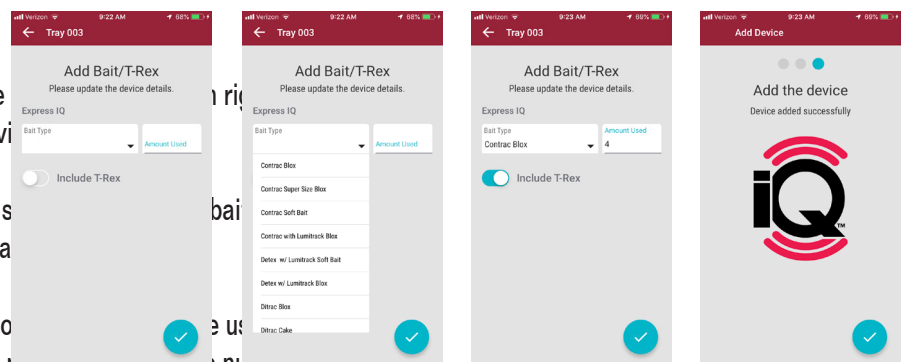 Verizon 9:22 AM 68%
Tray 003
Add Bait/T-Rex
Please update the device details.
Express IQ
Bait Type
Amount Used
Include T-Rex
Verizon 9:22 AM 68%
Tray 003
Add Bait/T-Rex
Please update the device details.
Express IQ
Bait Type
Amount Used
Contrac Blox
Contrac Super Size Blox
Contrac Soft Bait
Contrac with Lumitrack Blox
Detex w/ Lumitrack Soft Bait
Detex w/ Lumitrack Blox
Ditrac Blox
Ditrac Cake
Verizon 9:23 AM 68%
Tray 003
Add Bait/T-Rex
Please update the device details.
Express IQ
Bait Type
Contrac Blox
Amount Used
4
Include T-Rex
Verizon 9:23 AM 69%
Add Device
Add the device
Device added successfully
iQ™